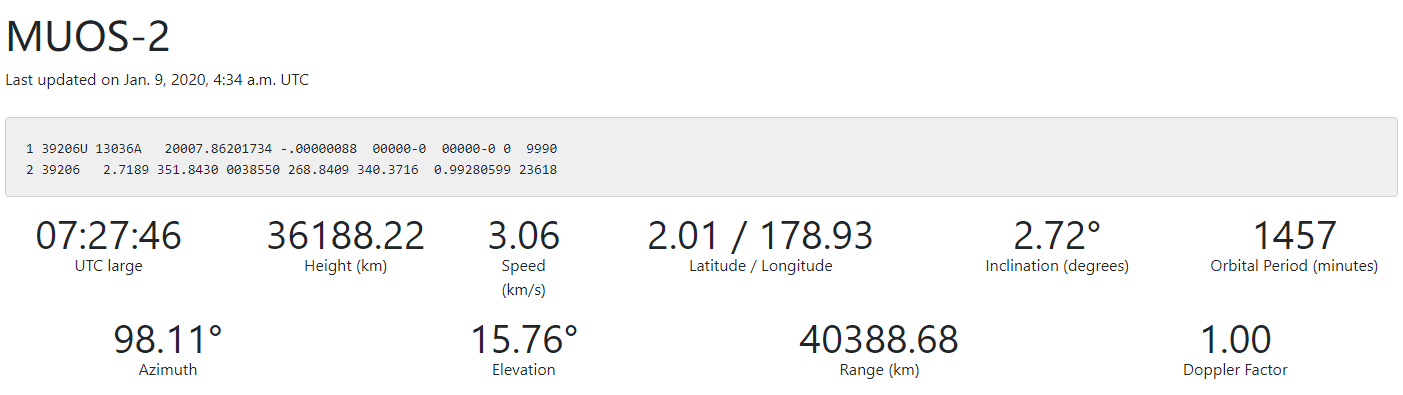 MUOS-2
Last updated on Jan. 9, 2020, 4:34 a.m. UTC
1 39206U 13036A   20007.86201734 -.00000088  00000-0  00000-0 0  9990
2 39206   2.7189 351.8430 0038550 268.8409 340.3716  0.99280599 23618
07:27:46 36188.22 3.06 2.01 / 178.93 2.72° 1457
UTC large Height (km) Speed Latitude / Longitude Inclination (degrees) Orbital Period (minutes)
(km/s)
98.11° 15.76° 40388.68 1.00
Azimuth Elevation Range (km) Doppler Factor